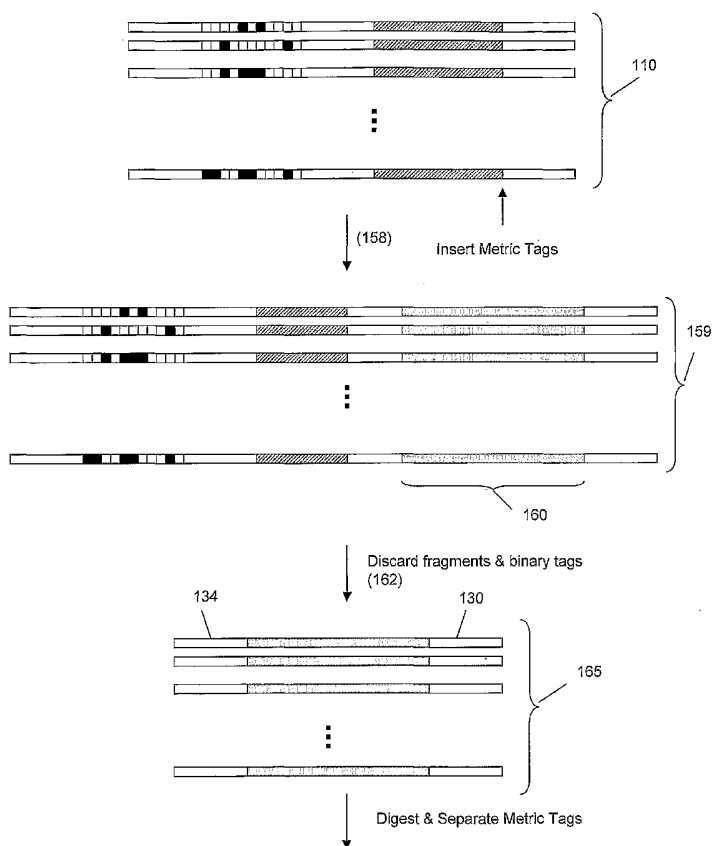 110
Insert Metric Tags
(158)
159
160
Discard fragments & binary tags
(162)
134
130
165
Digest & Separate Metric Tags